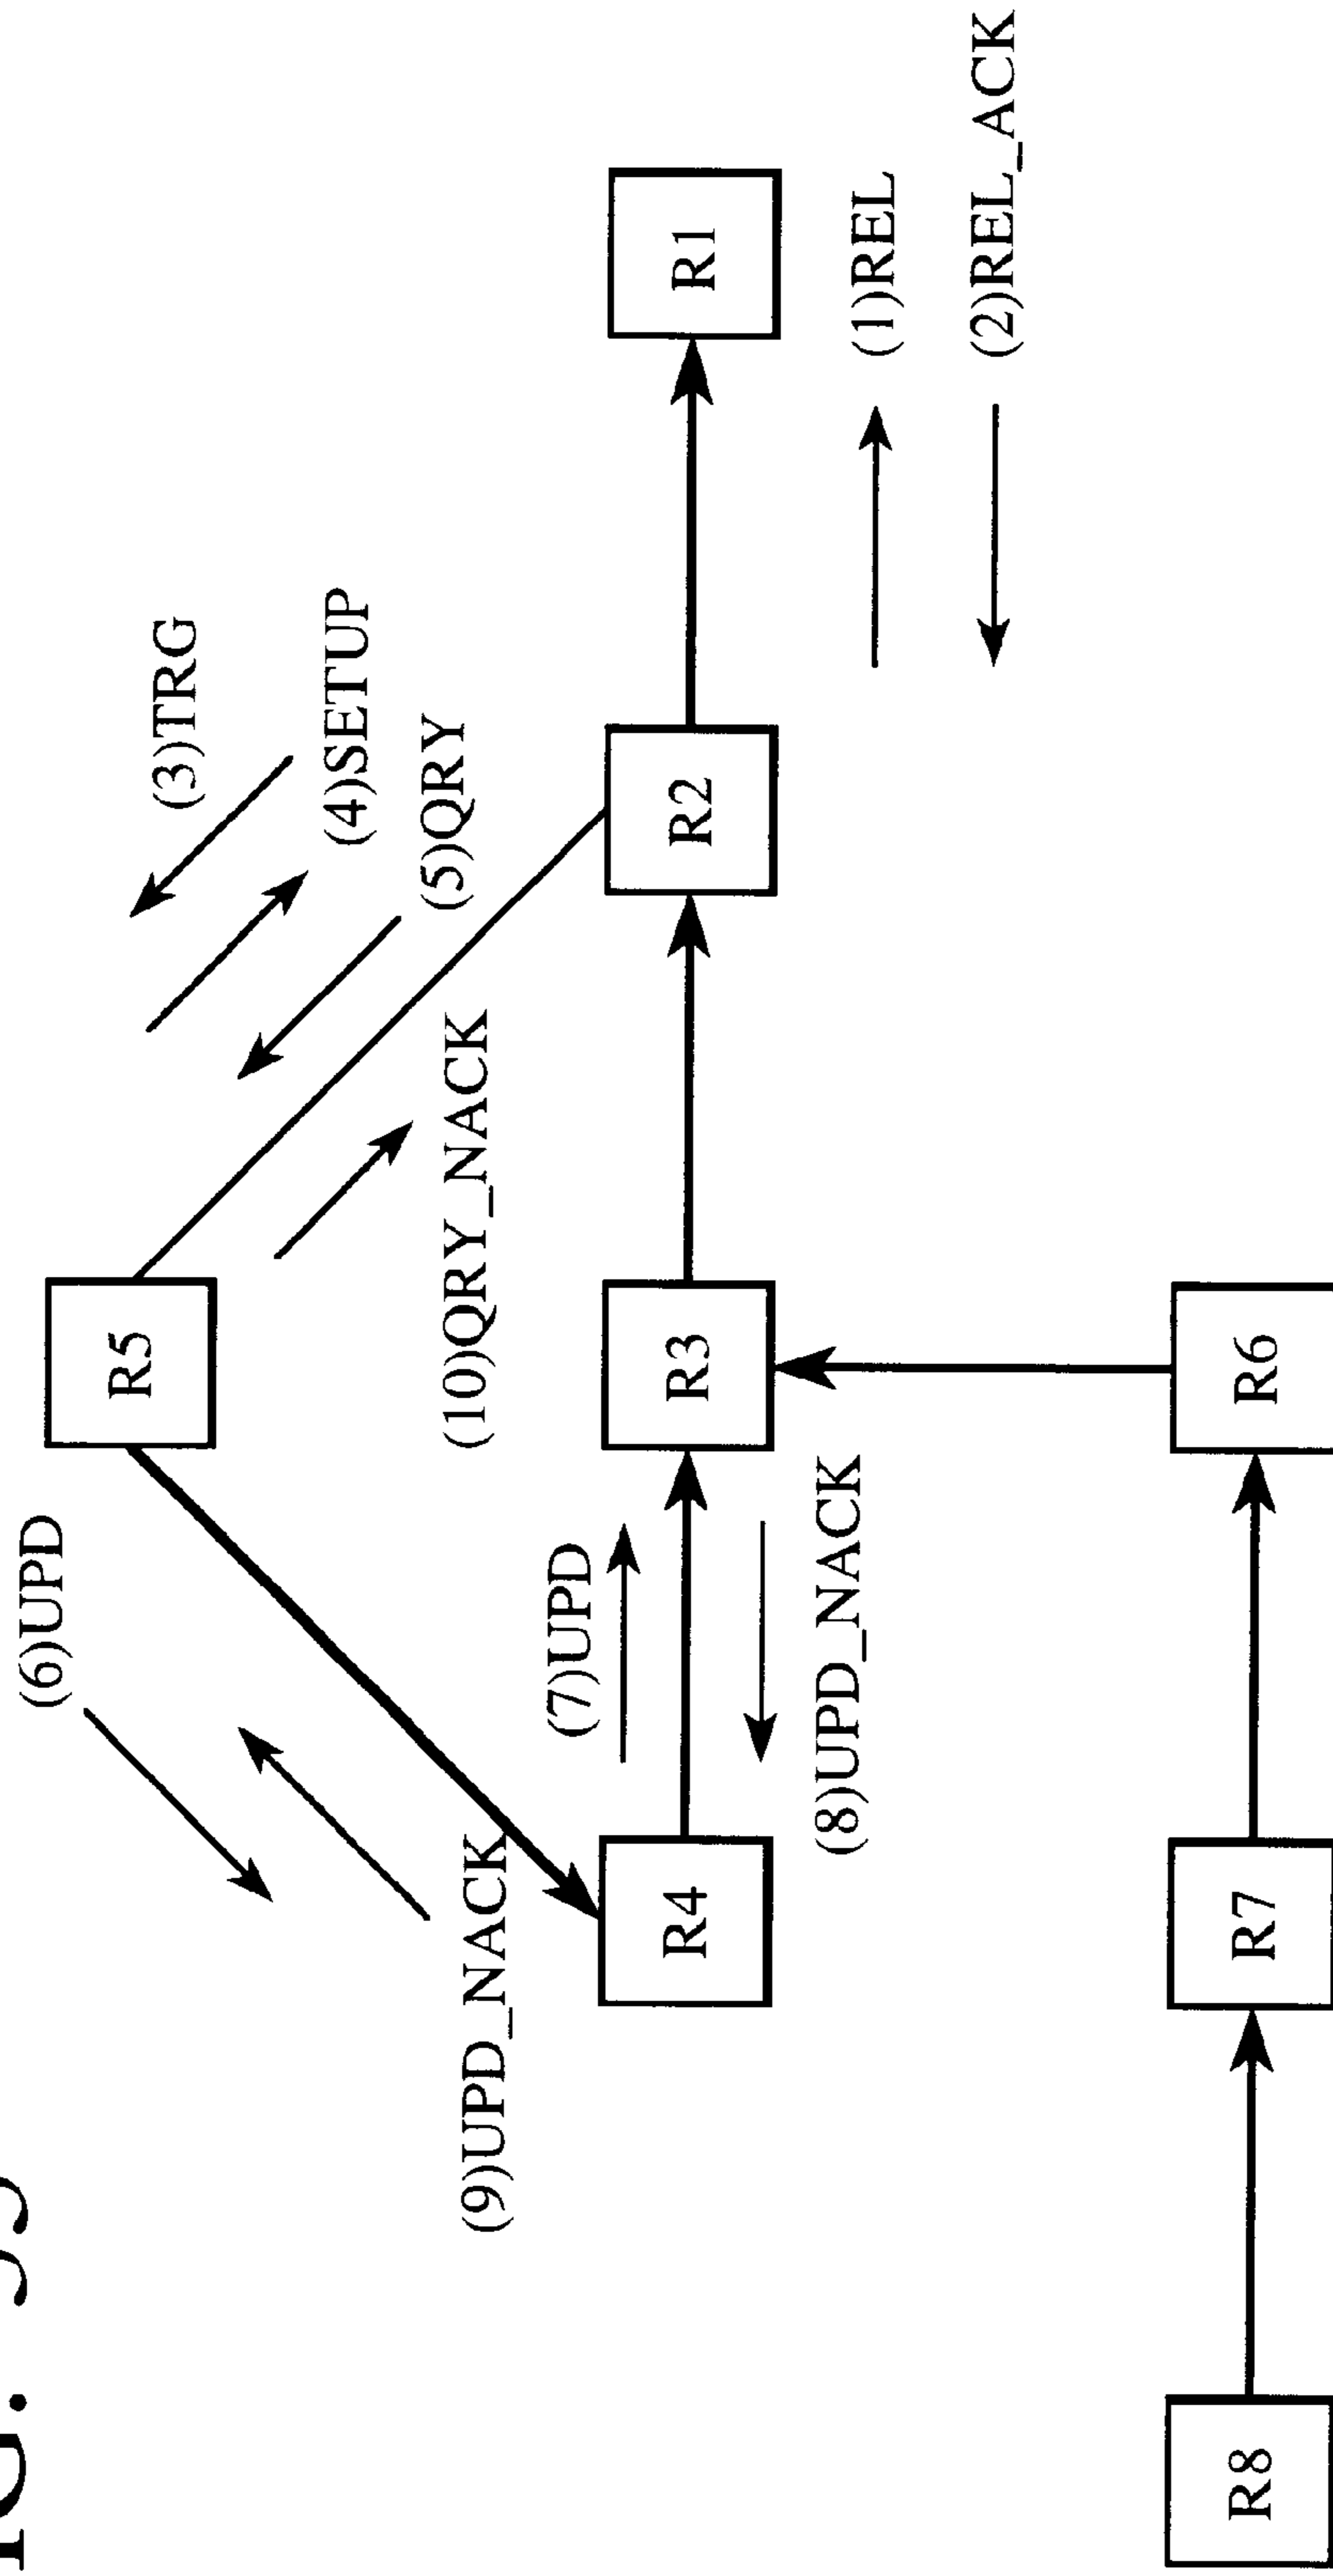 (6)UPD
R5
(3)TRG
(4)SETUP
(5)QRY
(10)QRY_NACK
(9)UPD_NACK
(7)UPD
R4
R3
R2
R1
(8)UPD_NACK
(1)REL
(2)REL_ACK
R8
R7
R6